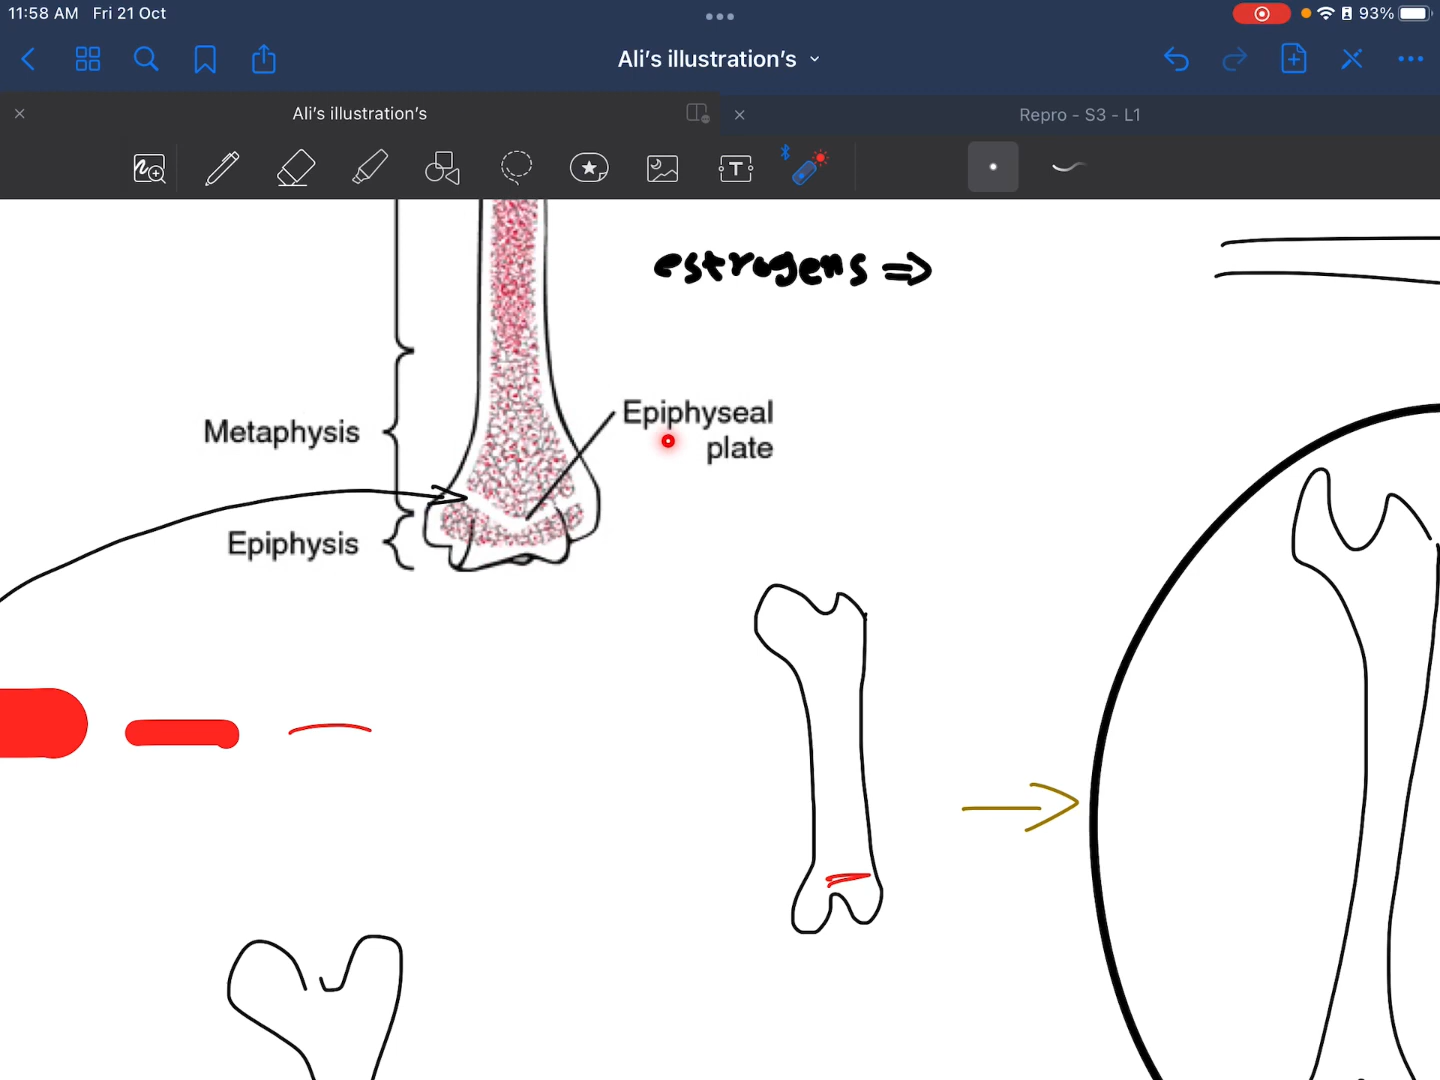 11:58 AM Fri 21 Oct
93%
Ali's illustration's
Ali's illustration's
Repro - S3 - L1
T
estrogens ⇒
Epiphyseal
plate
Metaphysis
Epiphysis